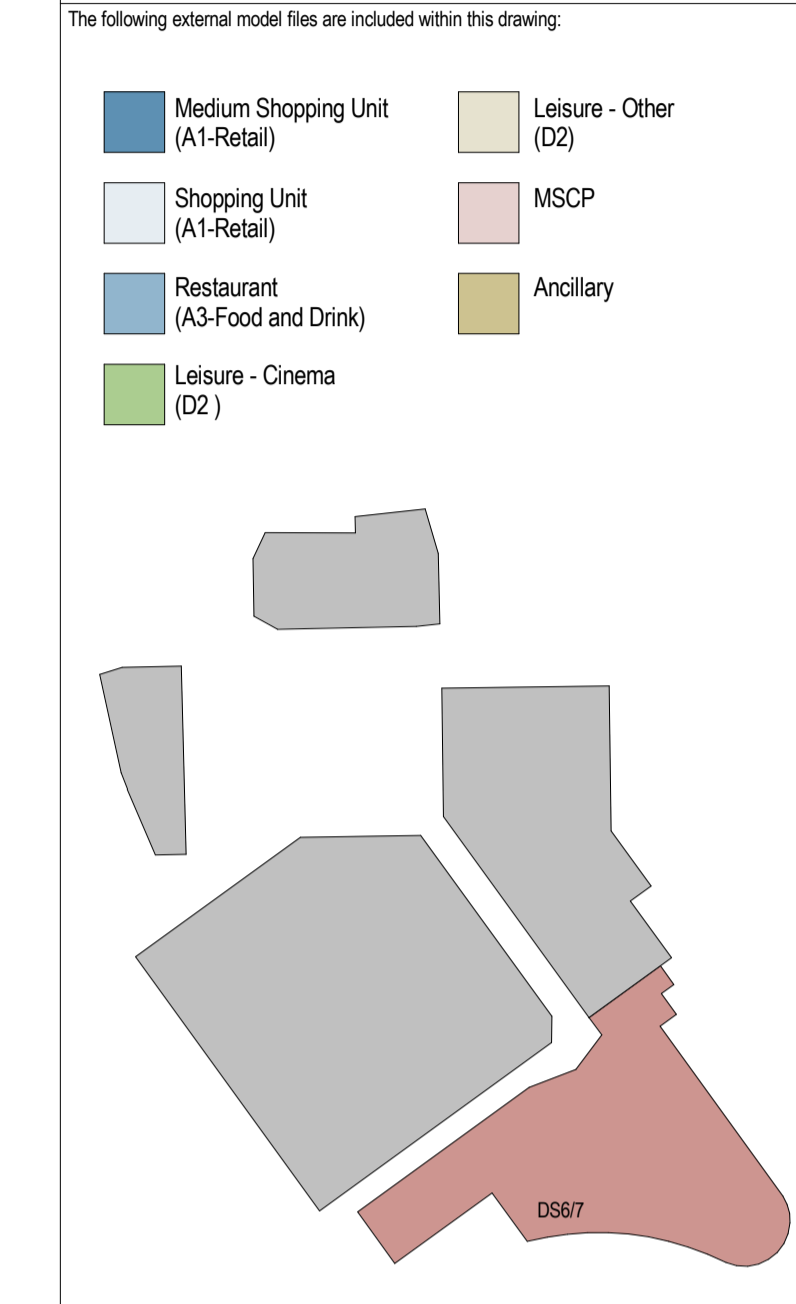 The following external model files are included within this drawing:
Medium Shopping Unit
(A1-Retail)
Shopping Unit
(A1-Retail)
Restaurant
(A3-Food and Drink)
Leisure - Cinema
(D2 )
Leisure - Other
(D2)
MSCP
Ancillary
DS6/7